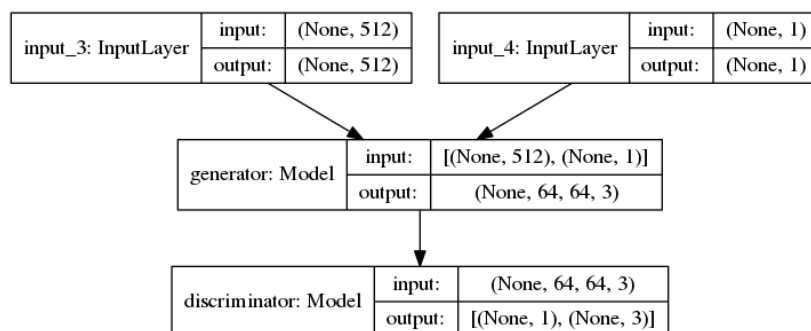 input_3: InputLayer input: (None, 512) output: (None, 512)
input_4: InputLayer input: (None, 1) output: (None, 1)
generator: Model input: [(None, 512), (None, 1)] output: (None, 64, 64, 3)
discriminator: Model input: (None, 64, 64, 3) output: [(None, 1), (None, 3)]